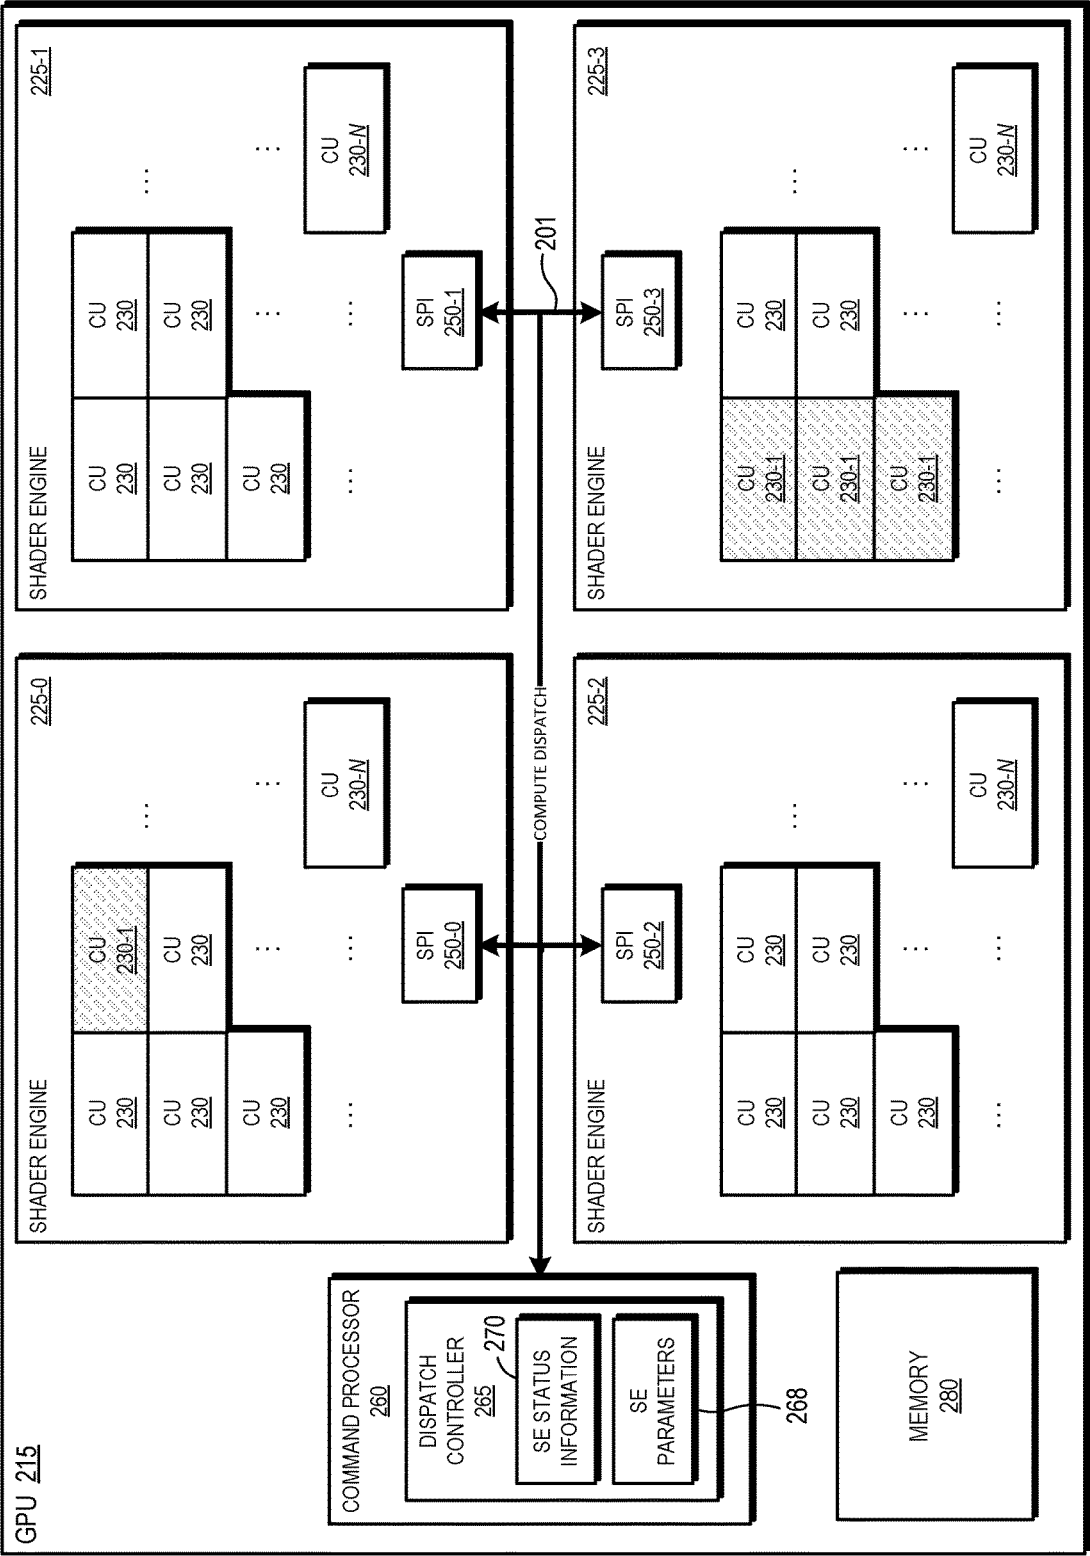 GPU 215
COMMAND PROCESSOR
260
DISPATCH
CONTROLLER
265
270
SE STATUS
INFORMATION
SE
PARAMETERS
268
MEMORY
280
SHADER ENGINE 225-0
CU
230
CU
230-1
...
CU
230
CU
230
CU
230
...
...
CU
230-N
...
...
SPI
250-0
SHADER ENGINE 225-1
CU
230
CU
230
...
CU
230
CU
230
CU
230
...
...
CU
230-N
...
...
SPI
250-1
COMPUTE DISPATCH
201
SHADER ENGINE 225-2
SPI
250-2
CU
230
CU
230
...
CU
230
CU
230
CU
230
...
...
CU
230-N
...
...
SHADER ENGINE 225-3
SPI
250-3
CU
230-1
CU
230
...
CU
230-1
CU
230
CU
230-1
...
...
CU
230-N
...
...